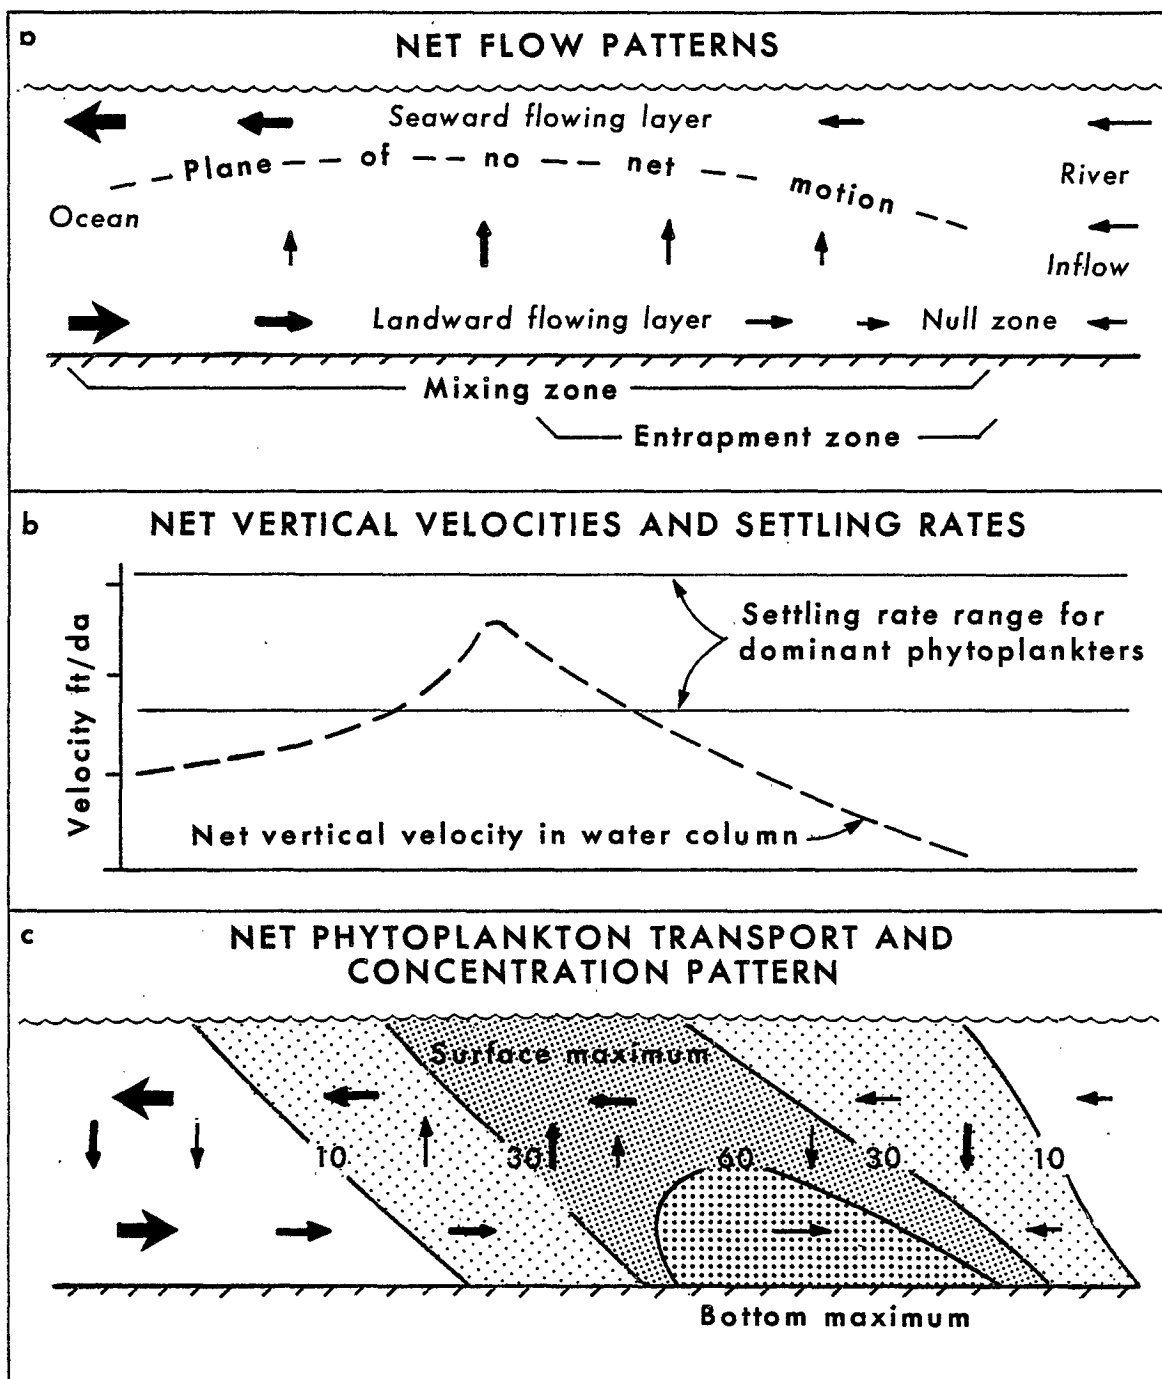 a
NET FLOW PATTERNS
Seaward flowing layer
Plane of no net motion
River
Ocean
Inflow
Landward flowing layer
Null zone
Mixing zone
Entrapment zone
b
NET VERTICAL VELOCITIES AND SETTLING RATES
Velocity ft/da
Settling rate range for
dominant phytoplankters
Net vertical velocity in water column
c
NET PHYTOPLANKTON TRANSPORT AND
CONCENTRATION PATTERN
Surface maximum
10 30 60 30 10
Bottom maximum